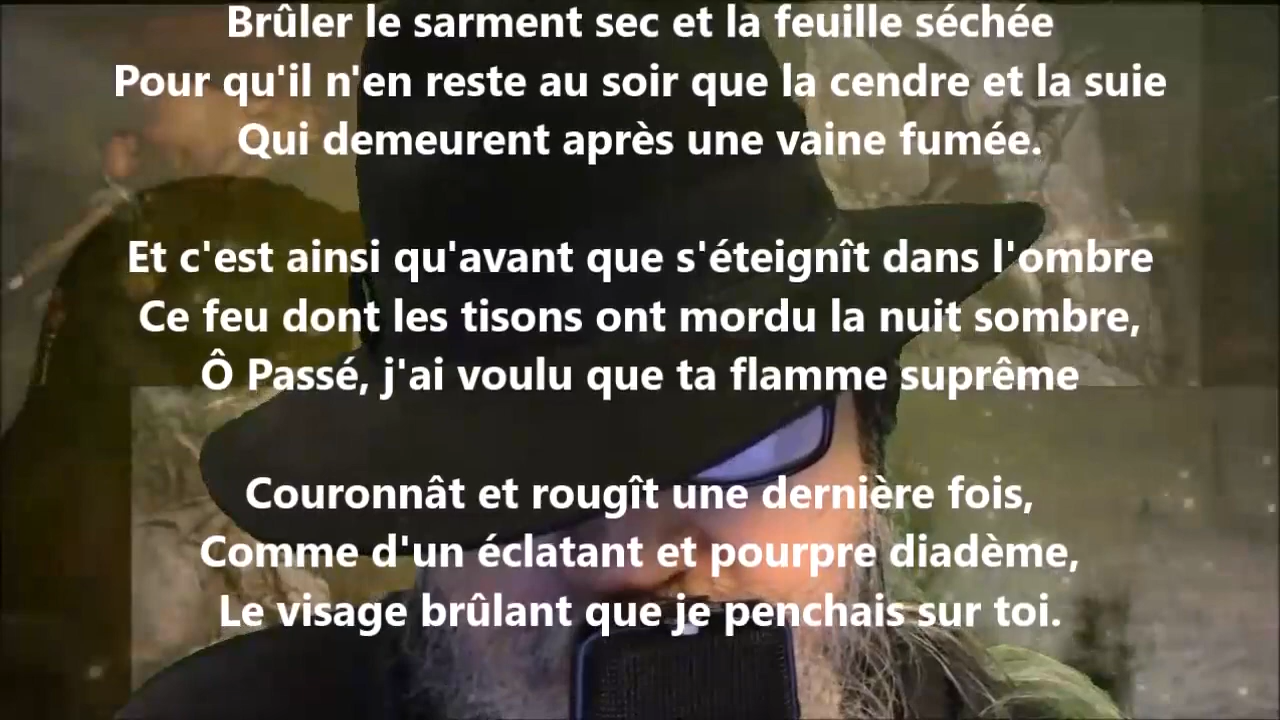 Brûler le sarment sec et la feuille séchée
Pour qu'il n'en reste au soir que la cendre et la suie
Qui demeurent après une vaine fumée.
Et c'est ainsi qu'avant que s'éteignît dans l'ombre
Ce feu dont les tisons ont mordu la nuit sombre,
Ô Passé, j'ai voulu que ta flamme suprême
Couronnât et rougît une dernière fois,
Comme d'un éclatant et pourpre diadème,
Le visage brûlant que je penchais sur toi.